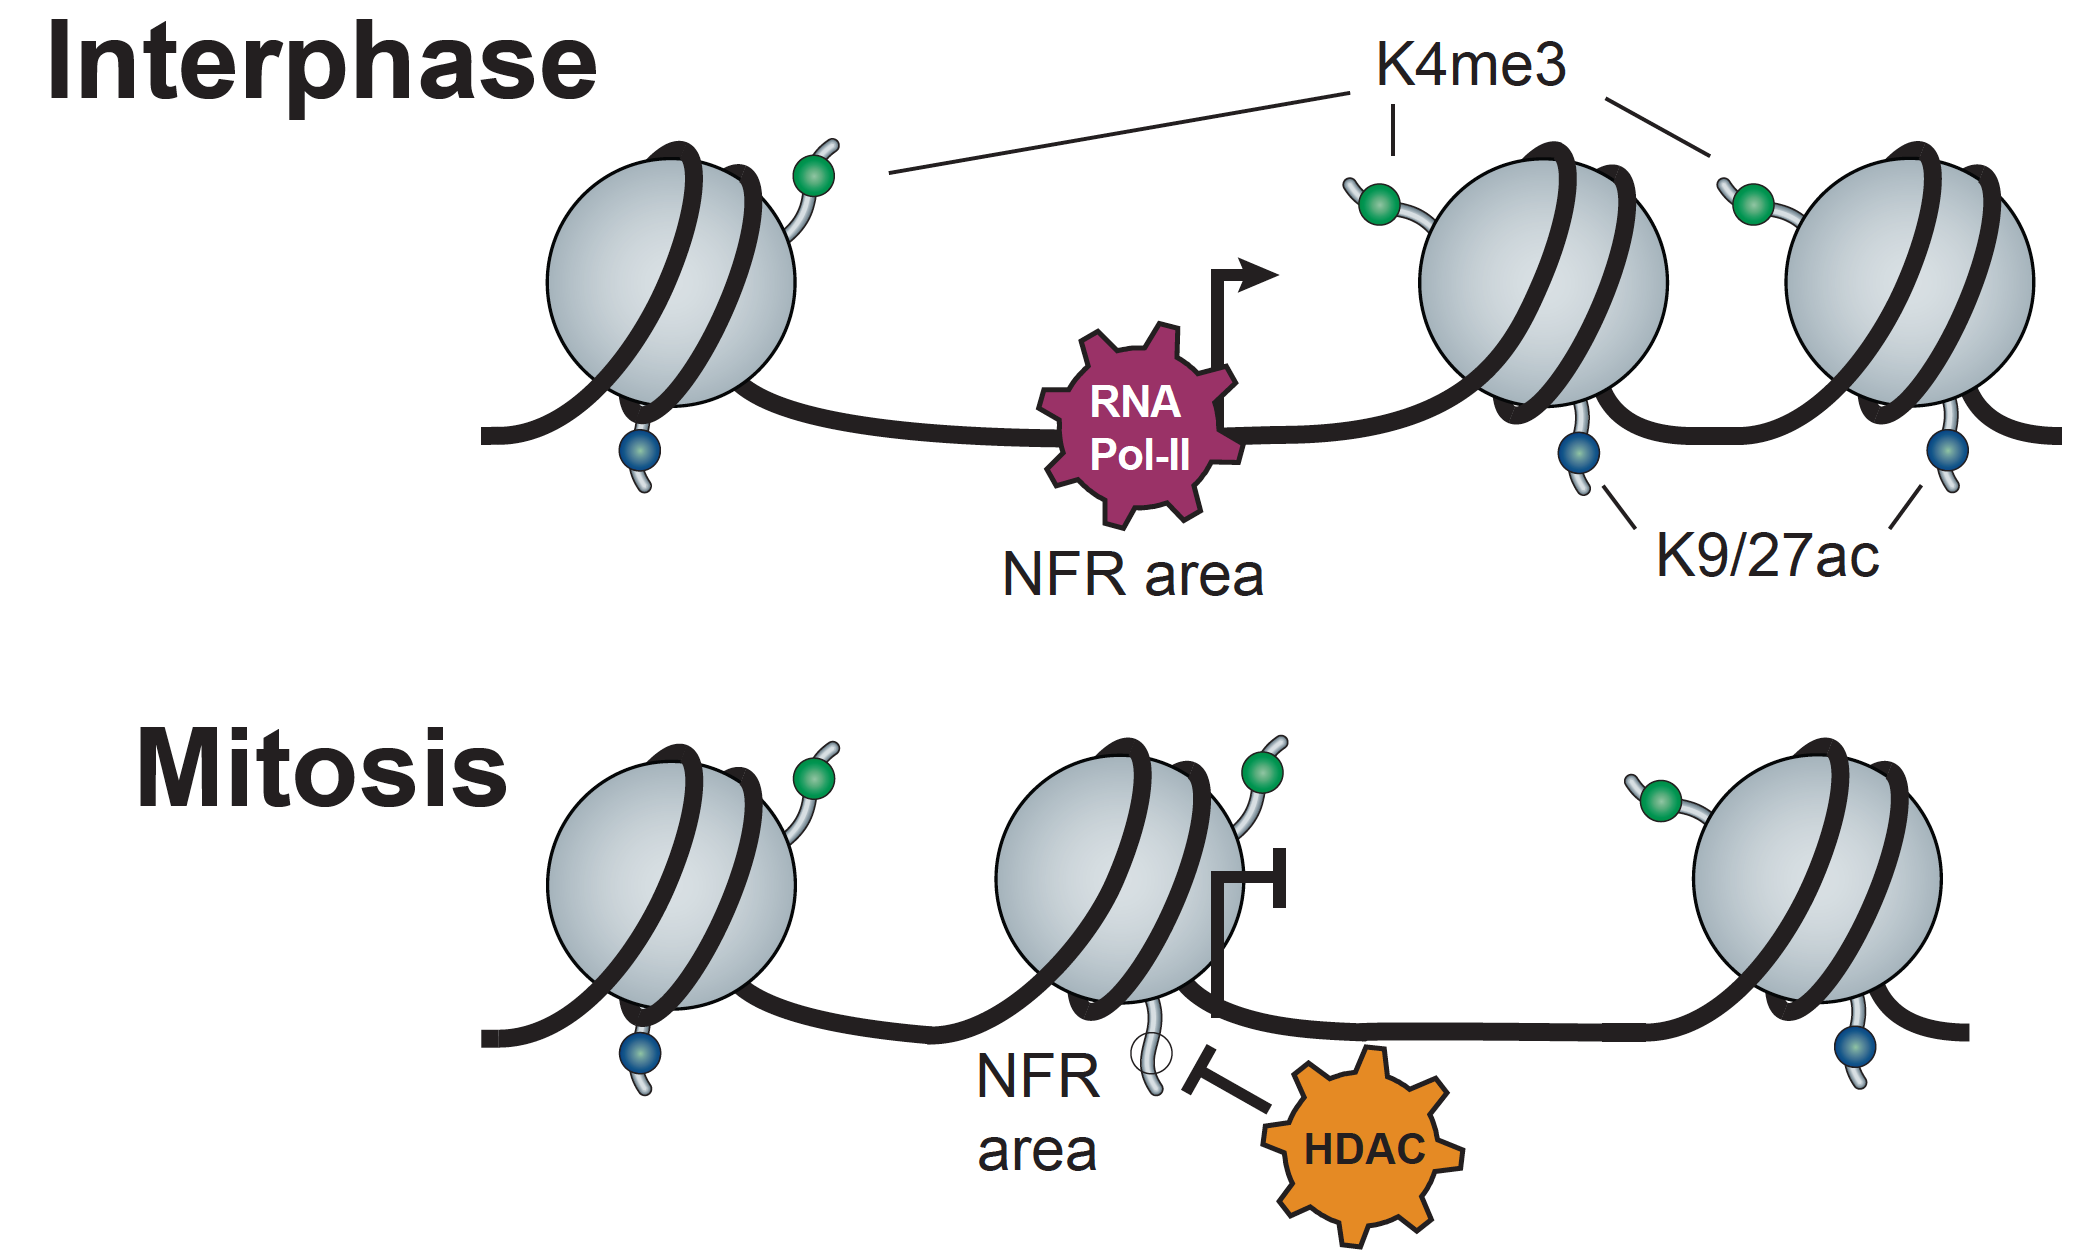 Interphase
K4me3
RNA
Pol-II
NFR area
K9/27ac
Mitosis
NFR
area
HDAC